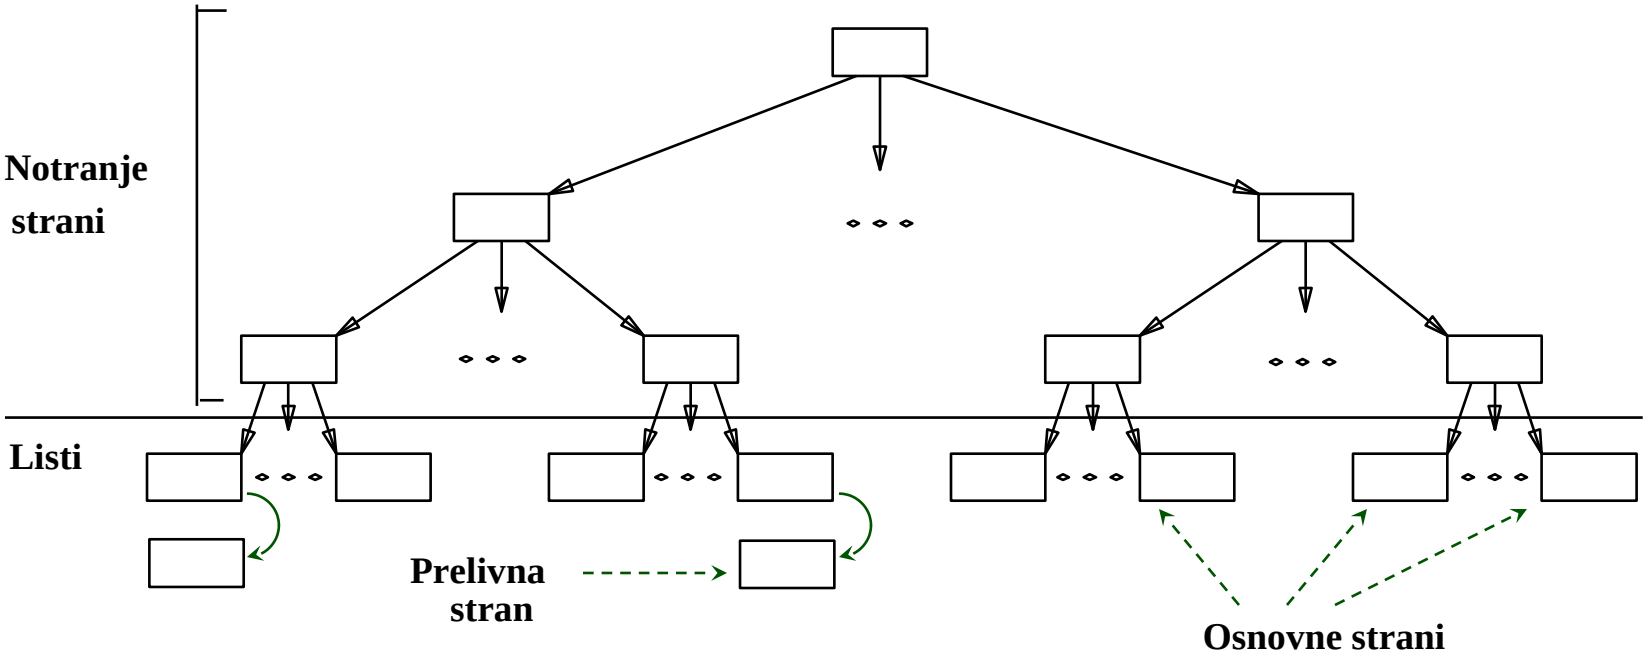 Notranje
strani
Listi
Prelivna
stran
Osnovne strani